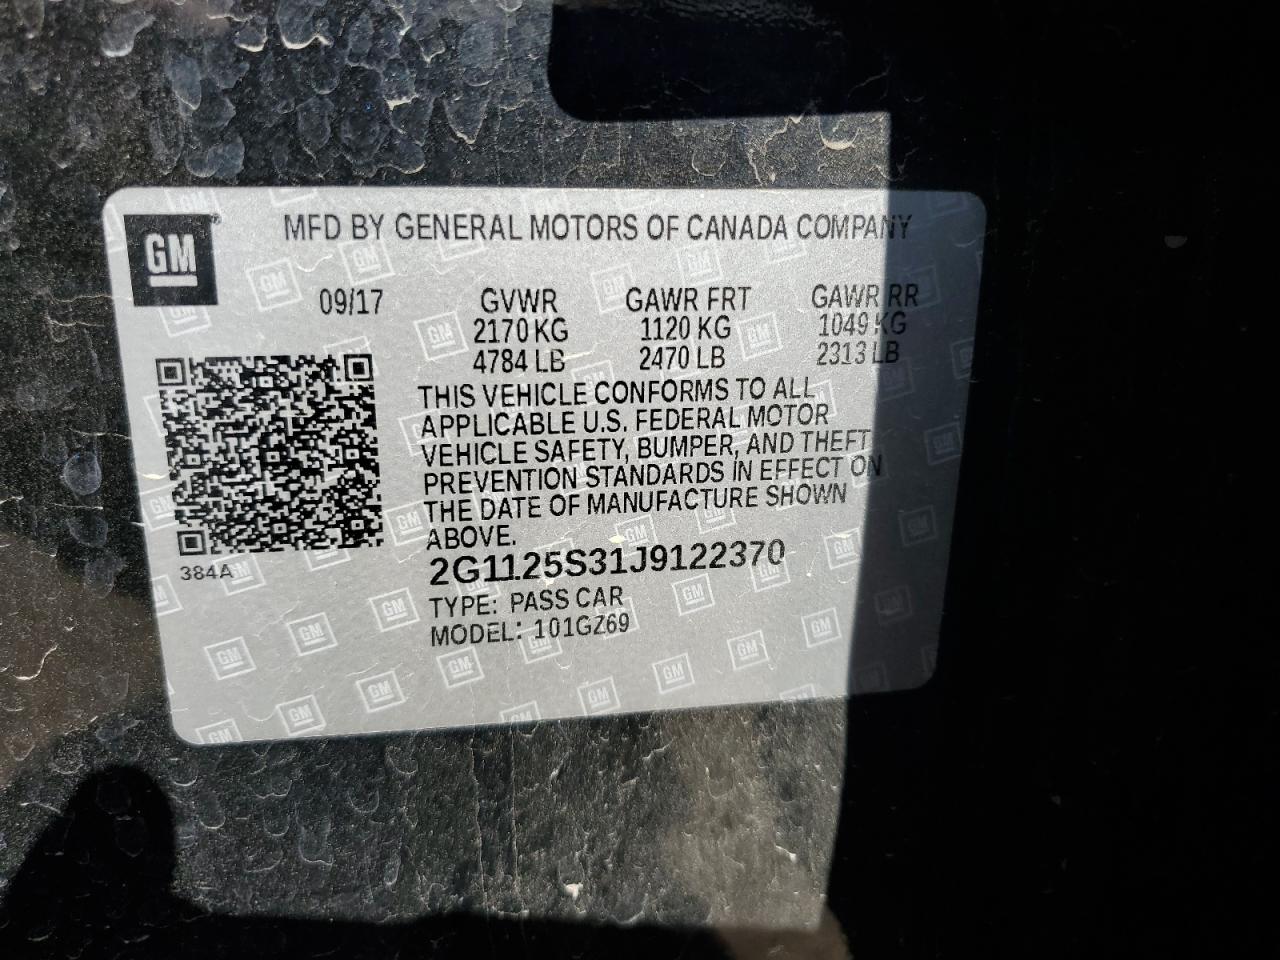 GM
MFD BY GENERAL MOTORS OF CANADA COMPANY
09/17 GVWR GAWR FRT GAWR RR
2170 KG 1120 KG 1049 KG
4784 LB 2470 LB 2313 LB
THIS VEHICLE CONFORMS TO ALL
APPLICABLE U.S. FEDERAL MOTOR
VEHICLE SAFETY, BUMPER, AND THEFT
PREVENTION STANDARDS IN EFFECT ON
THE DATE OF MANUFACTURE SHOWN
ABOVE.
384A
2G1125S31J9122370
TYPE: PASS CAR
MODEL: 1O1GZ69